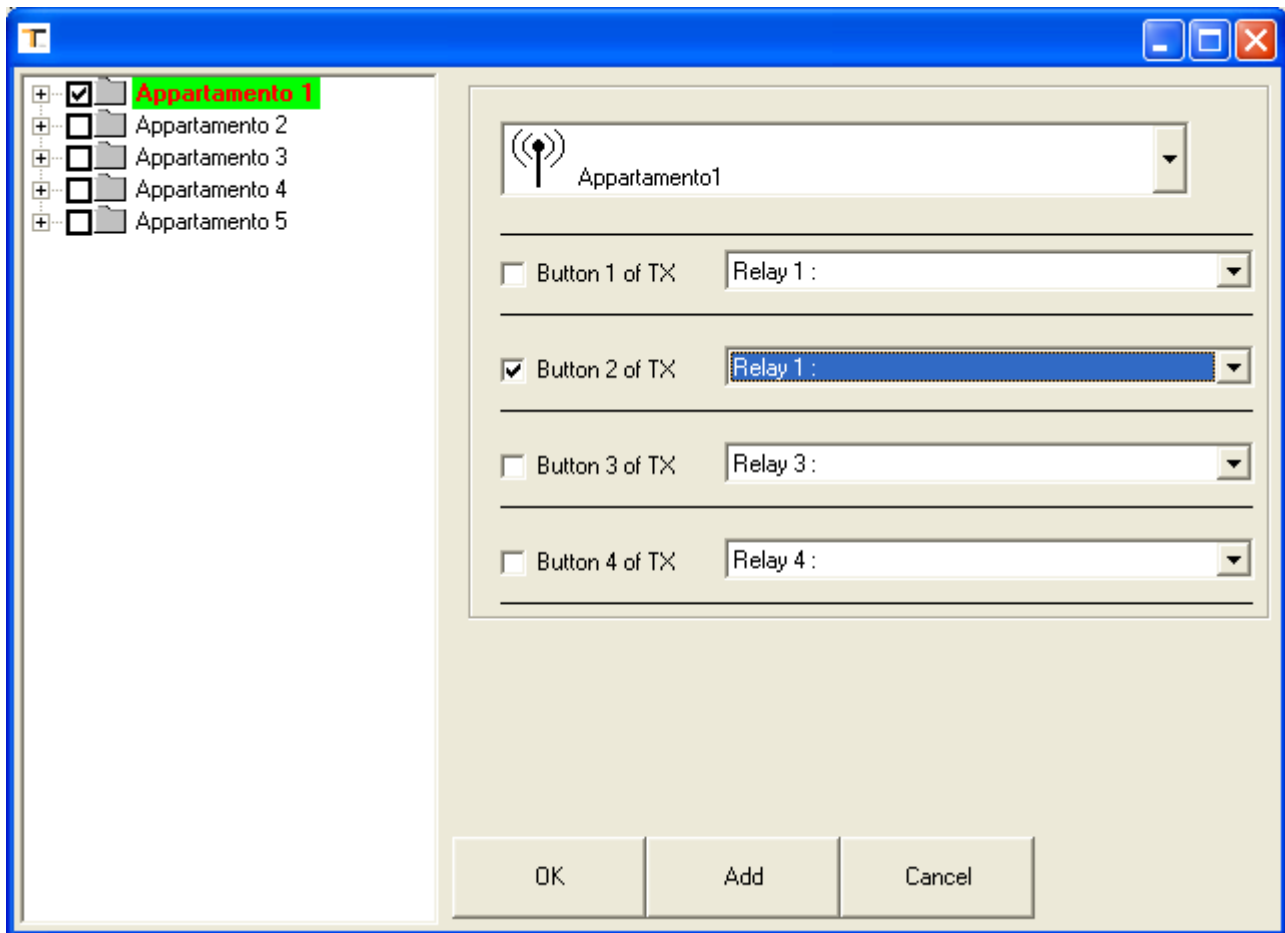 Appartamento 1
Appartamento 2
Appartamento 3
Appartamento 4
Appartamento 5
Appartamento1
Button 1 of TX
Relay 1 :
Button 2 of TX
Relay 1 :
Button 3 of TX
Relay 3 :
Button 4 of TX
Relay 4 :
OK
Add
Cancel